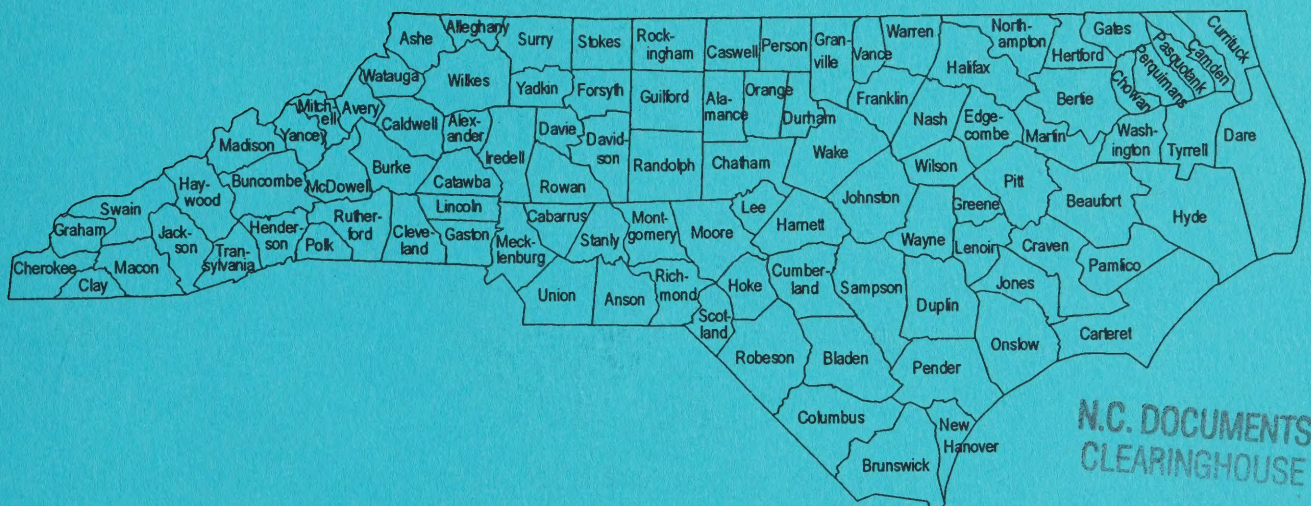 Ashe
Alleghany
Surry
Stokes
Rock-
ingham
Caswell
Person
Gran-
ville
Vance
Warren
North-
ampton
Gates
Hertford
Currituck
Camden
Pasquotank
Perquimans
Chowan
Watauga
Wilkes
Yadkin
Forsyth
Guilford
Ala-
mance
Orange
Durham
Franklin
Halifax
Bertie
Mitch-
ell
Avery
Caldwell
Alex-
ander
Iredell
Davie
David-
son
Randolph
Chatham
Wake
Nash
Edge-
combe
Martin
Wash-
ington
Tyrrell
Dare
Madison
Yancey
Burke
McDowell
Buncombe
Hay-
wood
Catawba
Rowan
Johnston
Wilson
Pitt
Beaufort
Hyde
Swain
Graham
Jack-
son
Hender-
son
Ruther-
ford
Polk
Cleve-
land
Lincoln
Gaston
Meck-
lenburg
Cabarrus
Stanly
Mont-
gomery
Moore
Lee
Harnett
Wayne
Greene
Lenoir
Craven
Pamlico
Cherokee
Clay
Macon
Tran-
sylvania
Union
Anson
Rich-
mond
Hoke
Scot-
land
Cumber-
land
Sampson
Duplin
Jones
Onslow
Carteret
Robeson
Bladen
Pender
Columbus
Brunswick
New
Hanover
N.C. DOCUMENTS
CLEARINGHOUSE